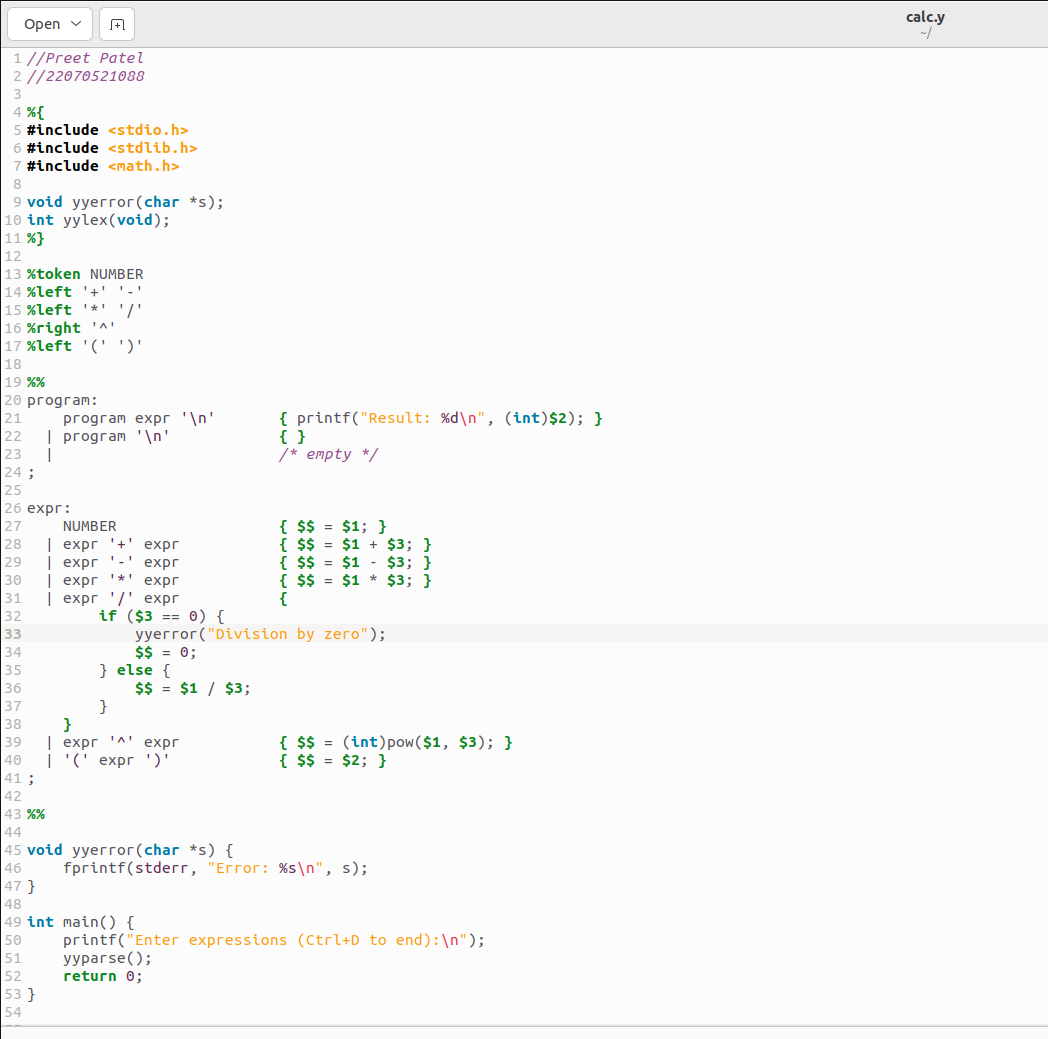 Open
calc.y
~/
1 //Preet Patel
2 //22070521088
3
4 %{
5 #include <stdio.h>
6 #include <stdlib.h>
7 #include <math.h>
8
9 void yyerror(char *s);
10 int yylex(void);
11 %}
12
13 %token NUMBER
14 %left '+' '-'
15 %left '*' '/'
16 %right '^'
17 %left '(' ')'
18
19 %%
20 program:
21     program expr '\n'       { printf("Result: %d\n", (int)$2); }
22   | program '\n'            { }
23   |                         /* empty */
24 ;
25
26 expr:
27     NUMBER                  { $$ = $1; }
28   | expr '+' expr           { $$ = $1 + $3; }
29   | expr '-' expr           { $$ = $1 - $3; }
30   | expr '*' expr           { $$ = $1 * $3; }
31   | expr '/' expr           {
32         if ($3 == 0) {
33             yyerror("Division by zero");
34             $$ = 0;
35         } else {
36             $$ = $1 / $3;
37         }
38     }
39   | expr '^' expr           { $$ = (int)pow($1, $3); }
40   | '(' expr ')'            { $$ = $2; }
41 ;
42
43 %%
44
45 void yyerror(char *s) {
46     fprintf(stderr, "Error: %s\n", s);
47 }
48
49 int main() {
50     printf("Enter expressions (Ctrl+D to end):\n");
51     yyparse();
52     return 0;
53 }
54